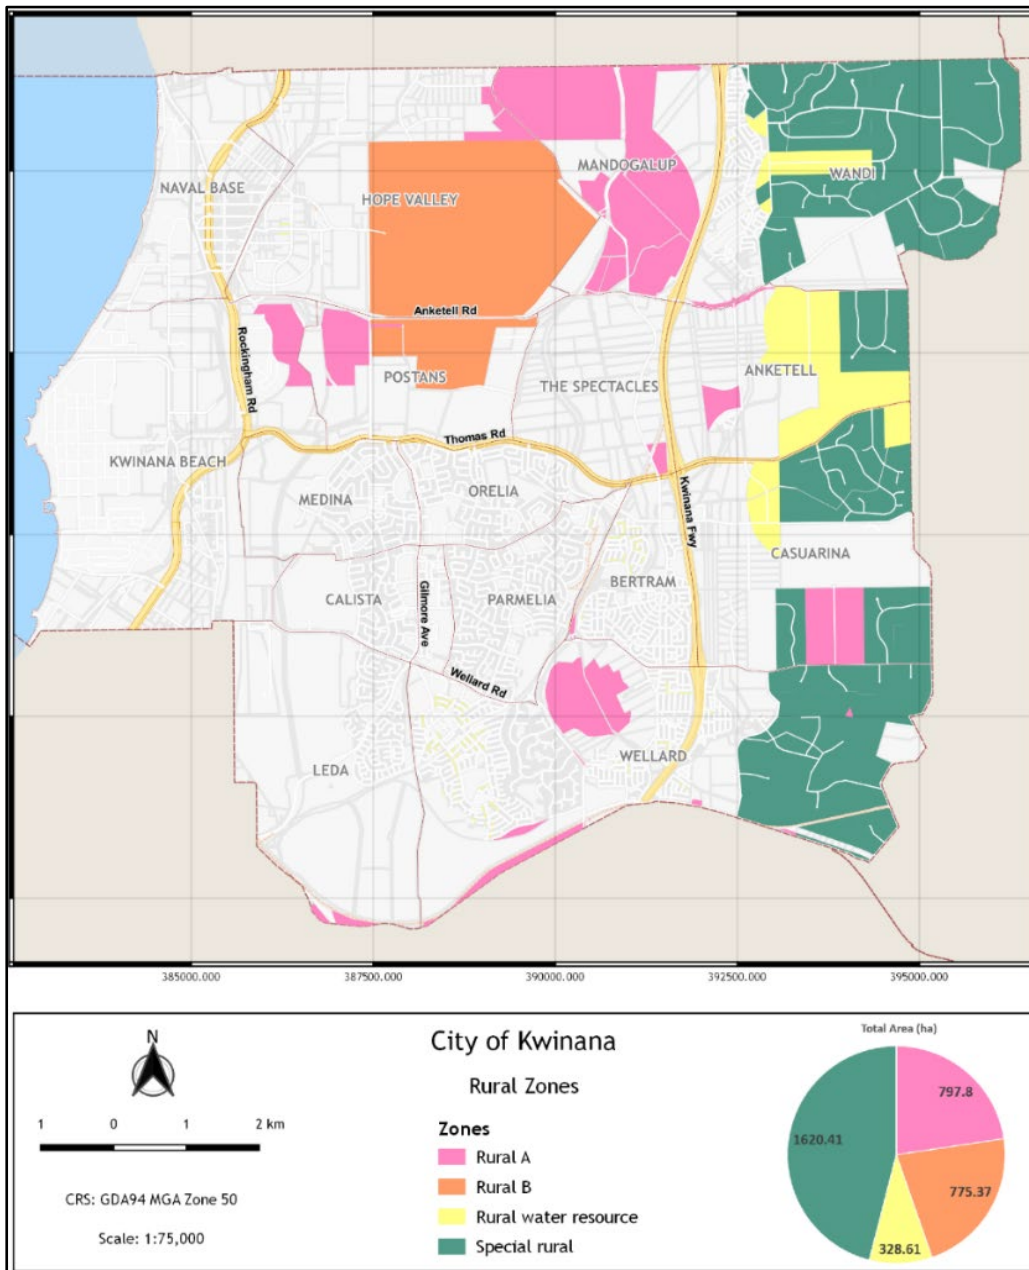 MANDOGALUP
WANDI
NAVAL BASE
HOPE VALLEY
Anketell Rd
Rockingham Rd
POSTANS
THE SPECTACLES
ANKETELL
Thomas Rd
KWINANA BEACH
MEDINA
ORELIA
Kwinana Fwy
CASUARINA
CALISTA
Gilmore Ave
PARMELIA
BERTRAM
Wellard Rd
WELLARD
LEDA
385000.000 387500.000 390000.000 392500.000 395000.000
N
1 0 1 2 km
CRS: GDA94 MGA Zone 50
Scale: 1:75,000
City of Kwinana
Rural Zones
Zones
Rural A
Rural B
Rural water resource
Special rural
Total Area (ha)
797.8
1620.41
775.37
328.61